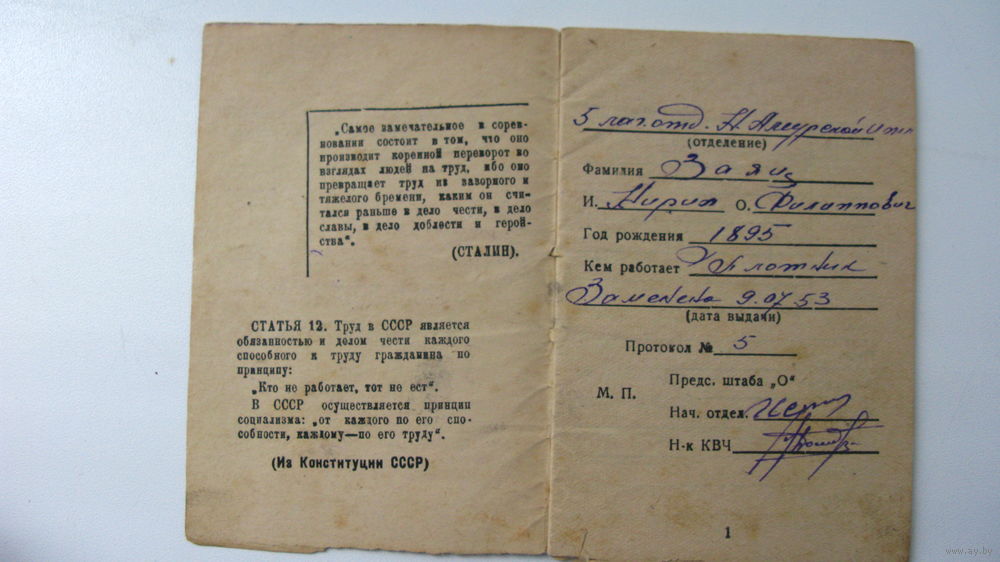 „Самое замечательное в сорев-
новании состоит в том, что оно
производит коренной переворот во
взглядах людей на труд, ибо оно
превращает труд из зазорного и
тяжелого бремени, каким он счи-
тался раньше в дело чести, в дело
славы, в дело доблести и герой-
ства“.
(СТАЛИН).
СТАТЬЯ 12. Труд в СССР является
обязанностью и делом чести каждого
способного к труду гражданина по
принципу:
„Кто не работает, тот не ест“.
В СССР осуществляется принцип
социализма: „от каждого по его спо-
собности, каждому—по его труду“.
(Из Конституции СССР)
5 лаг. отд. Н. Амурской
(отделение)
Фамилия Заяц
И. Кирил О. Филиппович
Год рождения 1895
Кем работает Плотник
Заменена 9.07.53
(дата выдачи)
Протокол № 5
Предс. штаба „О“
М. П.
Нач. отдел.
Н-к КВЧ
1
www.ay.by